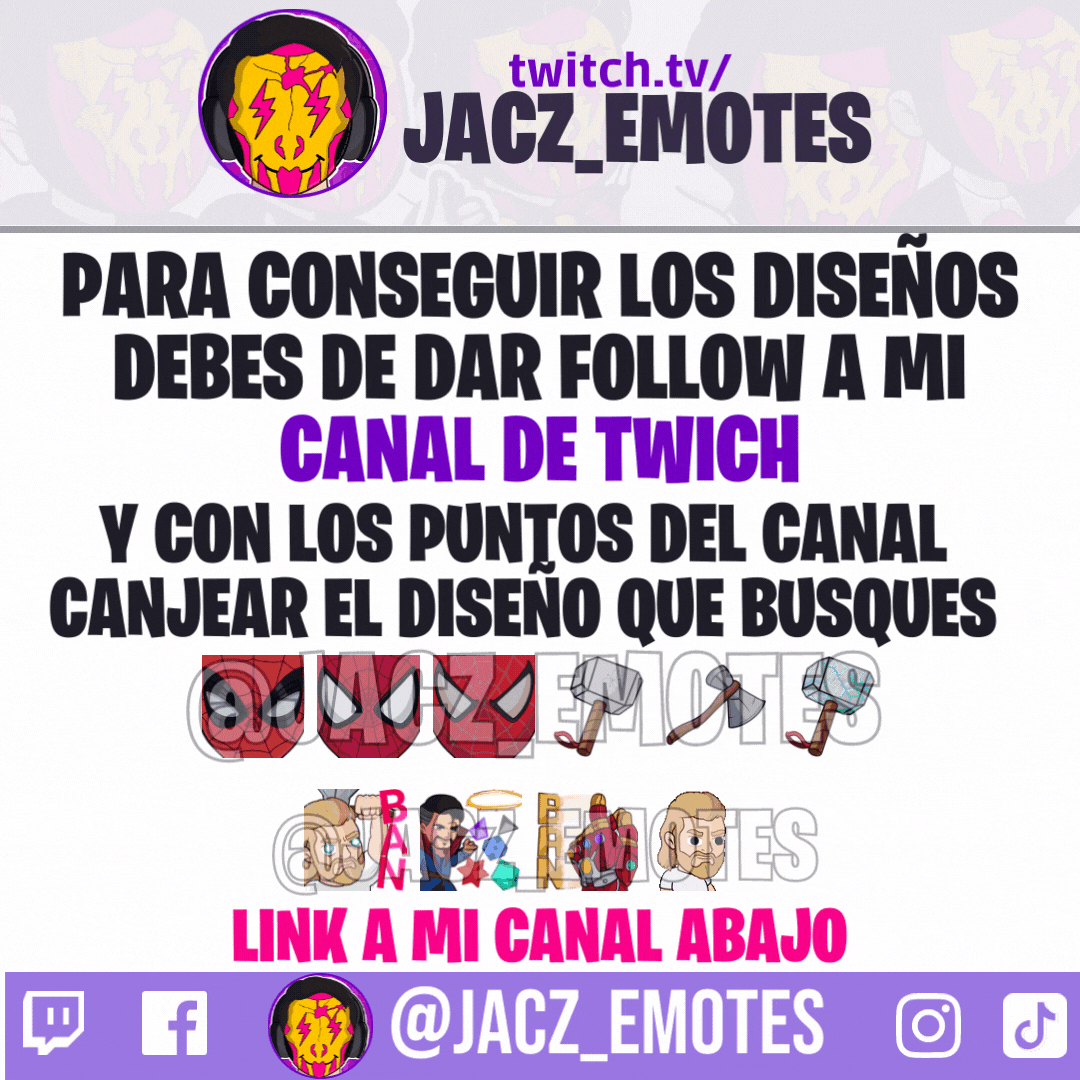 twitch.tv/
JACZ_EMOTES
PARA CONSEGUIR LOS DISEÑOS
DEBES DE DAR FOLLOW A MI
CANAL DE TWICH
Y CON LOS PUNTOS DEL CANAL
CANJEAR EL DISEÑO QUE BUSQUES
@JACZ_EMOTES
BAN
BAN
@JACZ_EMOTES
LINK A MI CANAL ABAJO
@JACZ_EMOTES